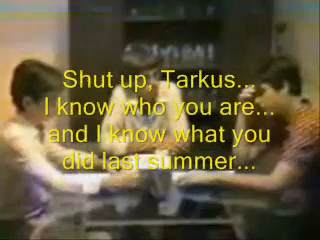 Shut up, Tarkus...
I know who you are...
and I know what you
did last summer...